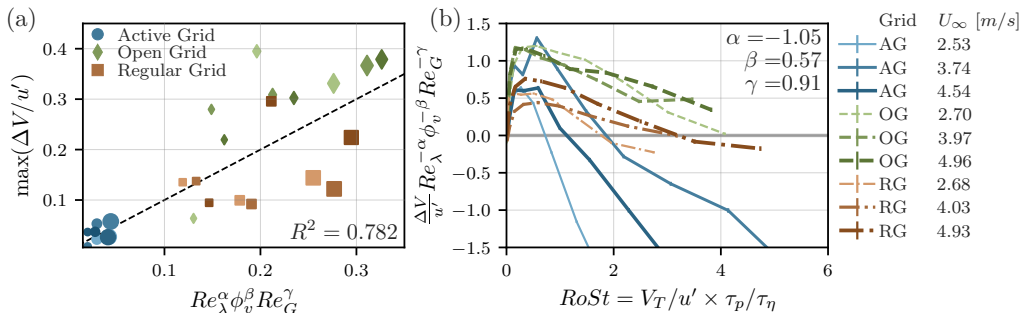 (a)
max(ΔV/u′)
0.4
0.3
0.2
0.1
Active Grid
Open Grid
Regular Grid
R² = 0.782
0.1 0.2 0.3
Re_λ^α ϕ_v^β Re_G^γ
(b)
ΔV/u′ Re_λ^−α ϕ_v^−β Re_G^−γ
1.5
1.0
0.5
0.0
−0.5
−1.0
−1.5
α =−1.05
β =0.57
γ =0.91
0 2 4 6
RoSt = V_T/u′ × τ_p/τ_η
Grid U_∞ [m/s]
AG 2.53
AG 3.74
AG 4.54
OG 2.70
OG 3.97
OG 4.96
RG 2.68
RG 4.03
RG 4.93